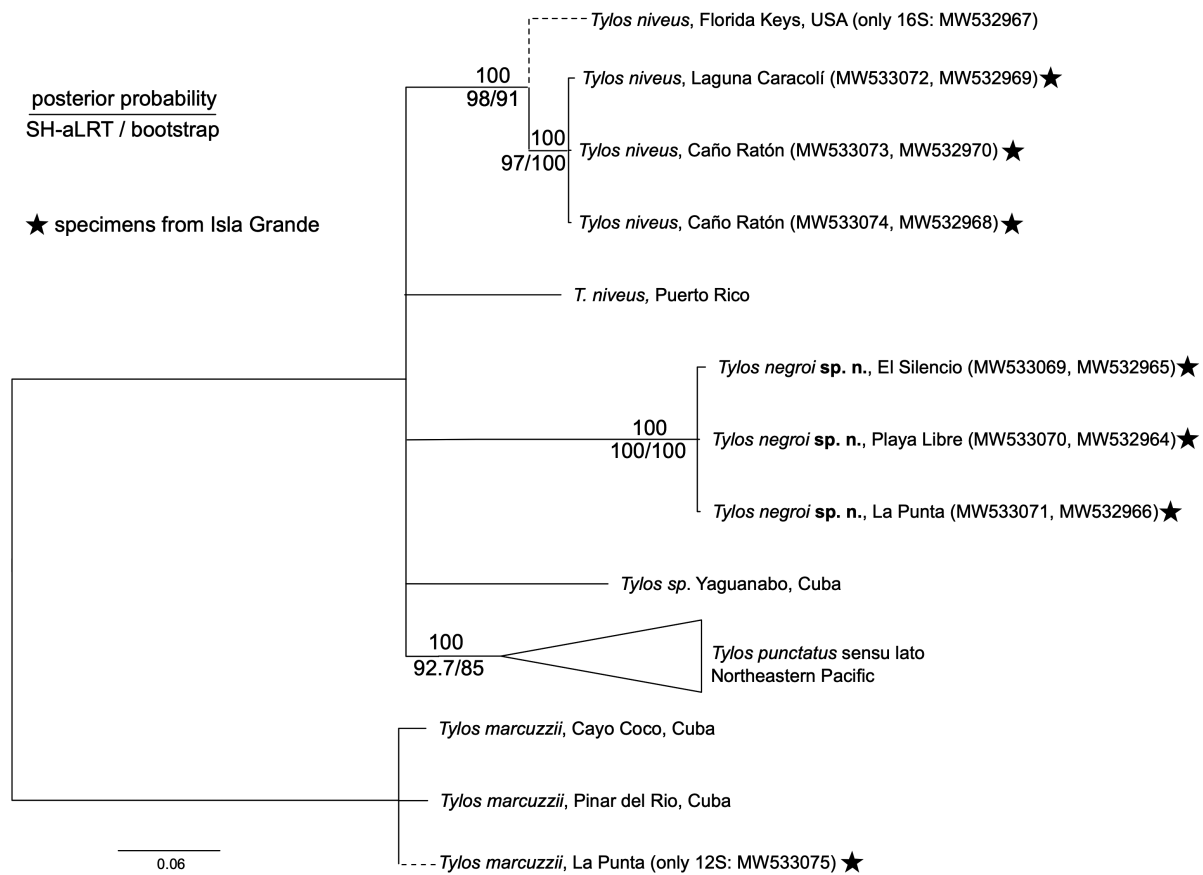 Tylos niveus, Florida Keys, USA (only 16S: MW532967)
100
98/91
Tylos niveus, Laguna Caracolí (MW533072, MW532969)★
posterior probability
SH-aLRT / bootstrap
100
97/100
Tylos niveus, Caño Ratón (MW533073, MW532970)★
★ specimens from Isla Grande
Tylos niveus, Caño Ratón (MW533074, MW532968)★
T. niveus, Puerto Rico
Tylos negroi sp. n., El Silencio (MW533069, MW532965)★
100
100/100
Tylos negroi sp. n., Playa Libre (MW533070, MW532964)★
Tylos negroi sp. n., La Punta (MW533071, MW532966)★
Tylos sp. Yaguanabo, Cuba
100
92.7/85
Tylos punctatus sensu lato
Northeastern Pacific
Tylos marcuzzii, Cayo Coco, Cuba
Tylos marcuzzii, Pinar del Rio, Cuba
Tylos marcuzzii, La Punta (only 12S: MW533075) ★
0.06